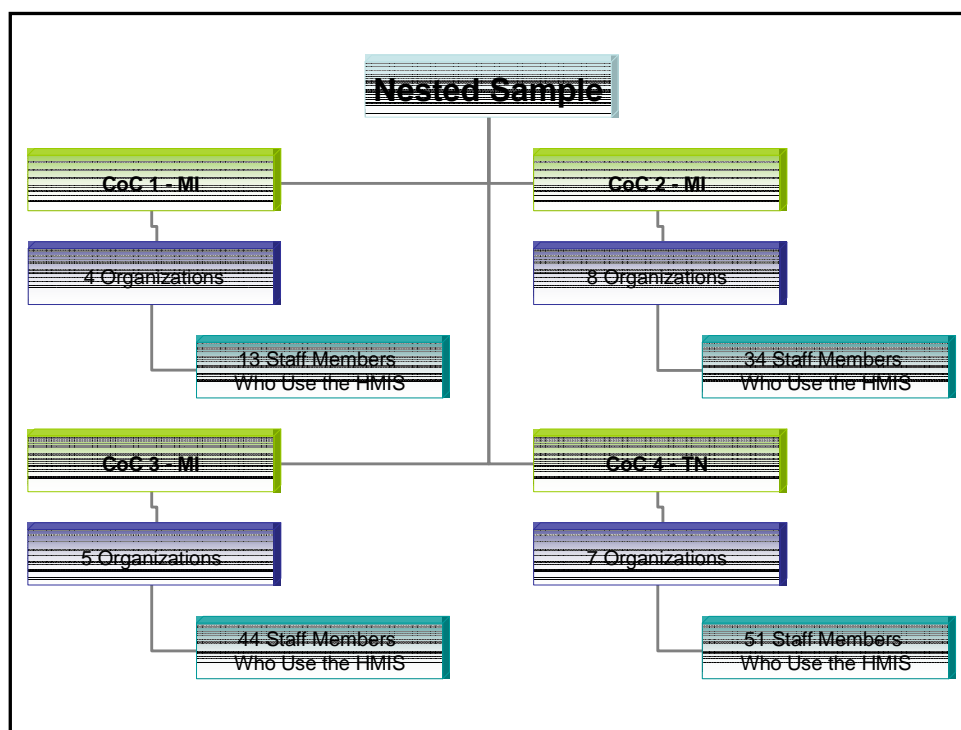 Nested Sample
CoC 1 - MI
4 Organizations
13 Staff Members
Who Use the HMIS
CoC 2 - MI
8 Organizations
34 Staff Members
Who Use the HMIS
CoC 3 - MI
5 Organizations
44 Staff Members
Who Use the HMIS
CoC 4 - TN
7 Organizations
51 Staff Members
Who Use the HMIS